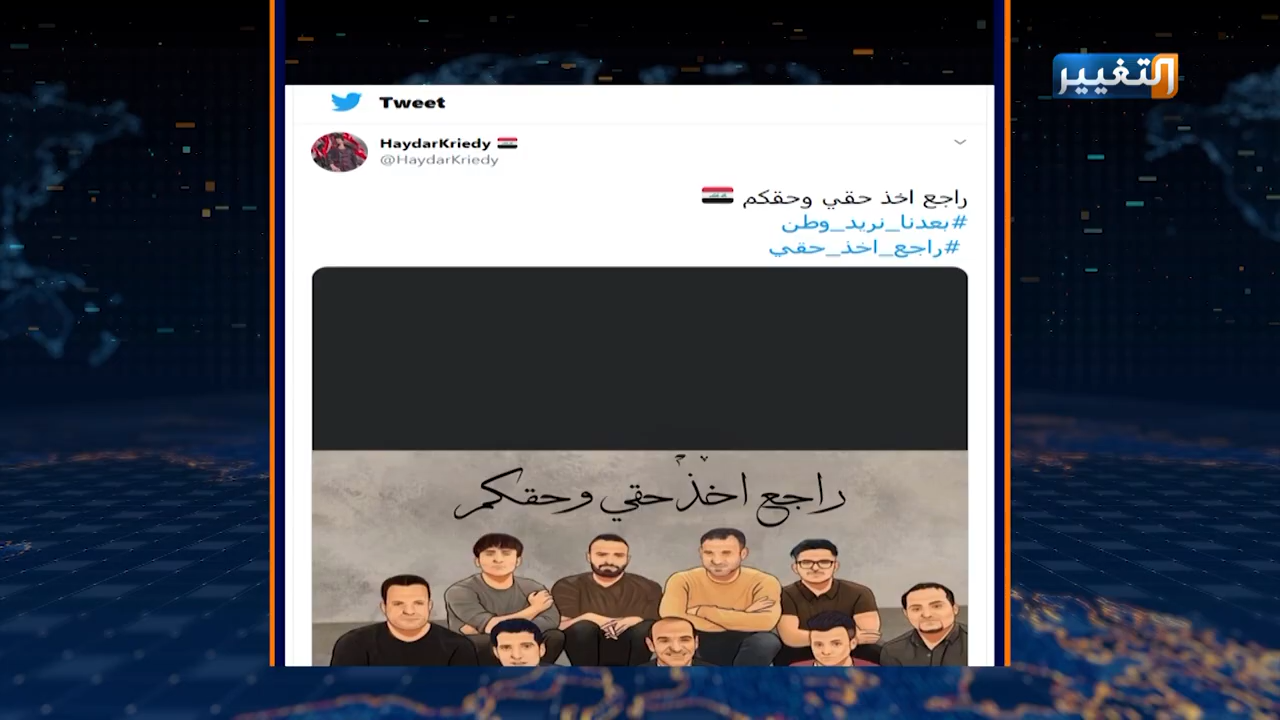 التغيير
Tweet
HaydarKriedy 🇮🇶
@HaydarKriedy
راجع اخذ حقي وحقكم 🇮🇶
#بعدنا_نريد_وطن
#راجع_اخذ_حقي
راجع اخذ حقي وحقكم